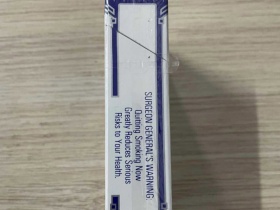 SURGEON GENERAL'S WARNING:
Quitting Smoking Now
Greatly Reduces Serious
Risks to Your Health.